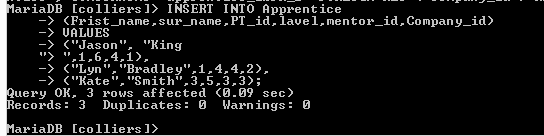 MariaDB [colliers]> INSERT INTO Apprentice
-> (Frist_name,sur_name,PT_id,lavel,mentor_id,Company_id)
-> VALUES
-> ("Jason", "King
"> ",1,6,4,1),
-> ("Lyn","Bradley",1,4,4,2),
-> ("Kate","Smith",3,5,3,3);
Query OK, 3 rows affected (0.09 sec)
Records: 3 Duplicates: 0 Warnings: 0
MariaDB [colliers]>